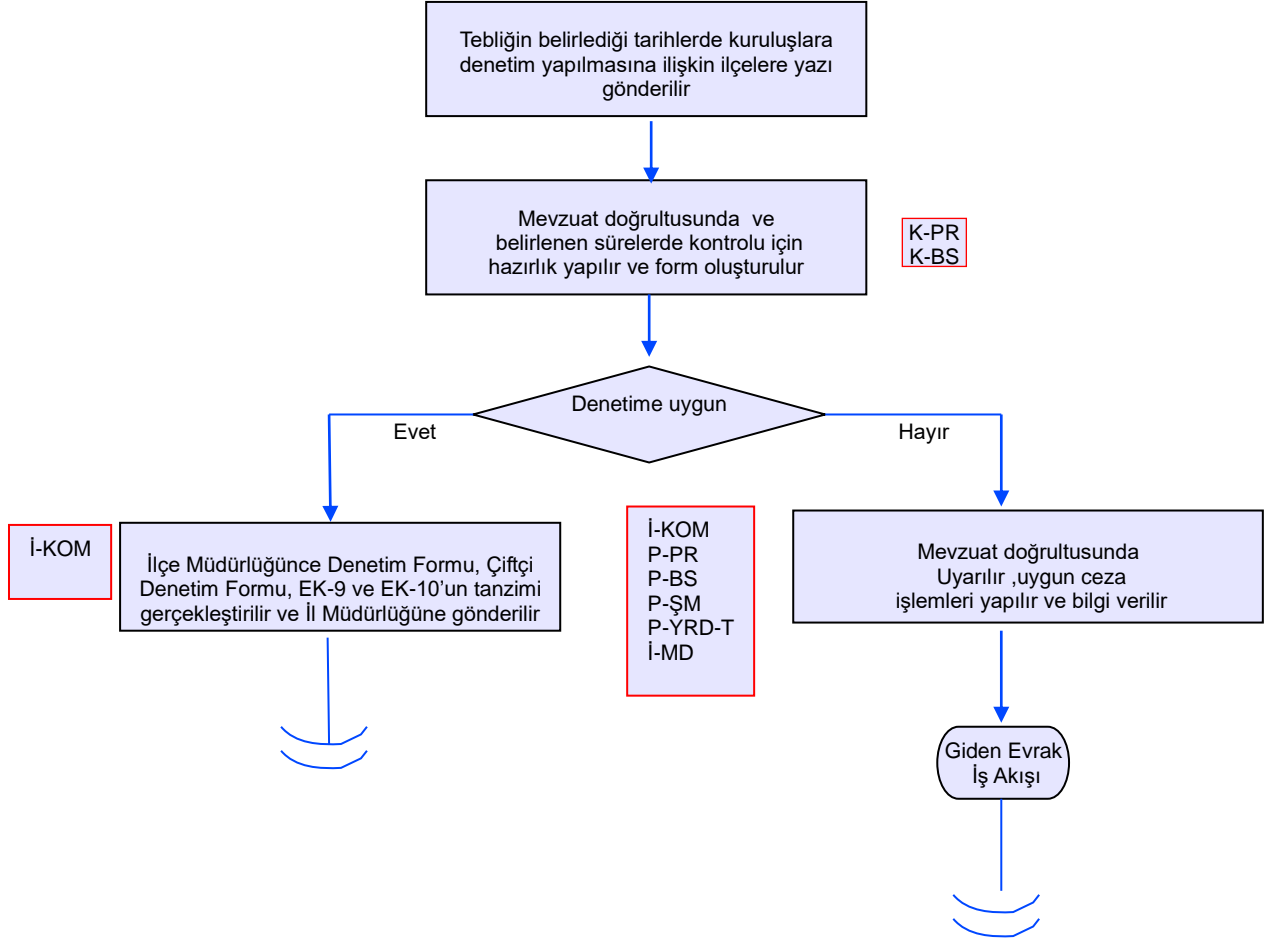 Tebliğin belirlediği tarihlerde kuruluşlara
denetim yapılmasına ilişkin ilçelere yazı
gönderilir
Mevzuat doğrultusunda  ve
belirlenen sürelerde kontrolu için
hazırlık yapılır ve form oluşturulur
K-PR
K-BS
Denetime uygun
Evet
Hayır
İ-KOM
İlçe Müdürlüğünce Denetim Formu, Çiftçi
Denetim Formu, EK-9 ve EK-10’un tanzimi
gerçekleştirilir ve İl Müdürlüğüne gönderilir
İ-KOM
P-PR
P-BS
P-ŞM
P-YRD-T
İ-MD
Mevzuat doğrultusunda
Uyarılır ,uygun ceza
işlemleri yapılır ve bilgi verilir
Giden Evrak
İş Akışı